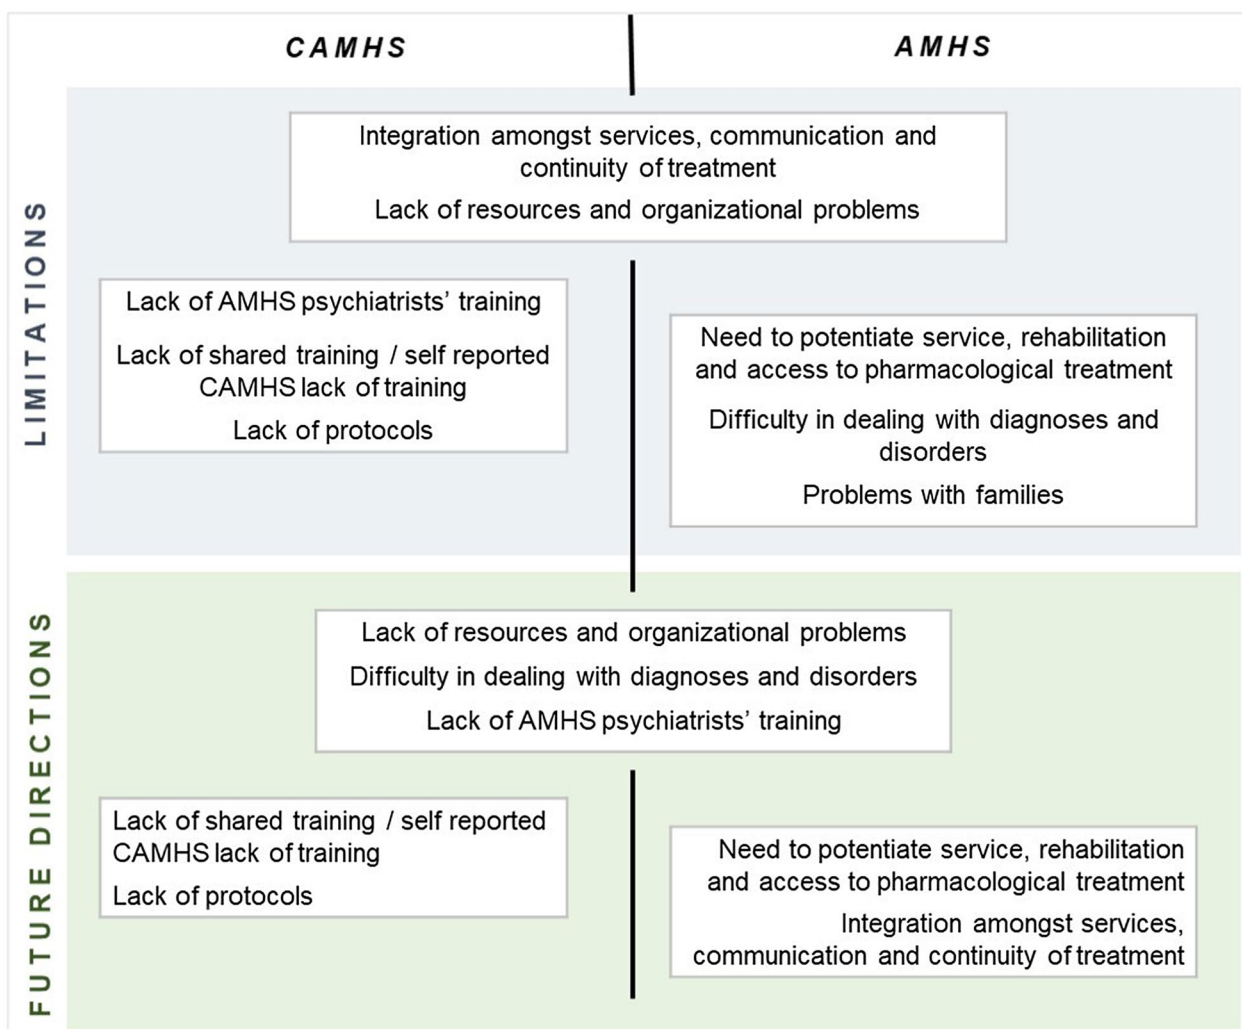 CAMHS
AMHS
LIMITATIONS
Integration amongst services, communication and
continuity of treatment
Lack of resources and organizational problems
Lack of AMHS psychiatrists’ training
Lack of shared training / self reported
CAMHS lack of training
Lack of protocols
Need to potentiate service, rehabilitation
and access to pharmacological treatment
Difficulty in dealing with diagnoses and
disorders
Problems with families
FUTURE DIRECTIONS
Lack of resources and organizational problems
Difficulty in dealing with diagnoses and disorders
Lack of AMHS psychiatrists’ training
Lack of shared training / self reported
CAMHS lack of training
Lack of protocols
Need to potentiate service, rehabilitation
and access to pharmacological treatment
Integration amongst services,
communication and continuity of treatment